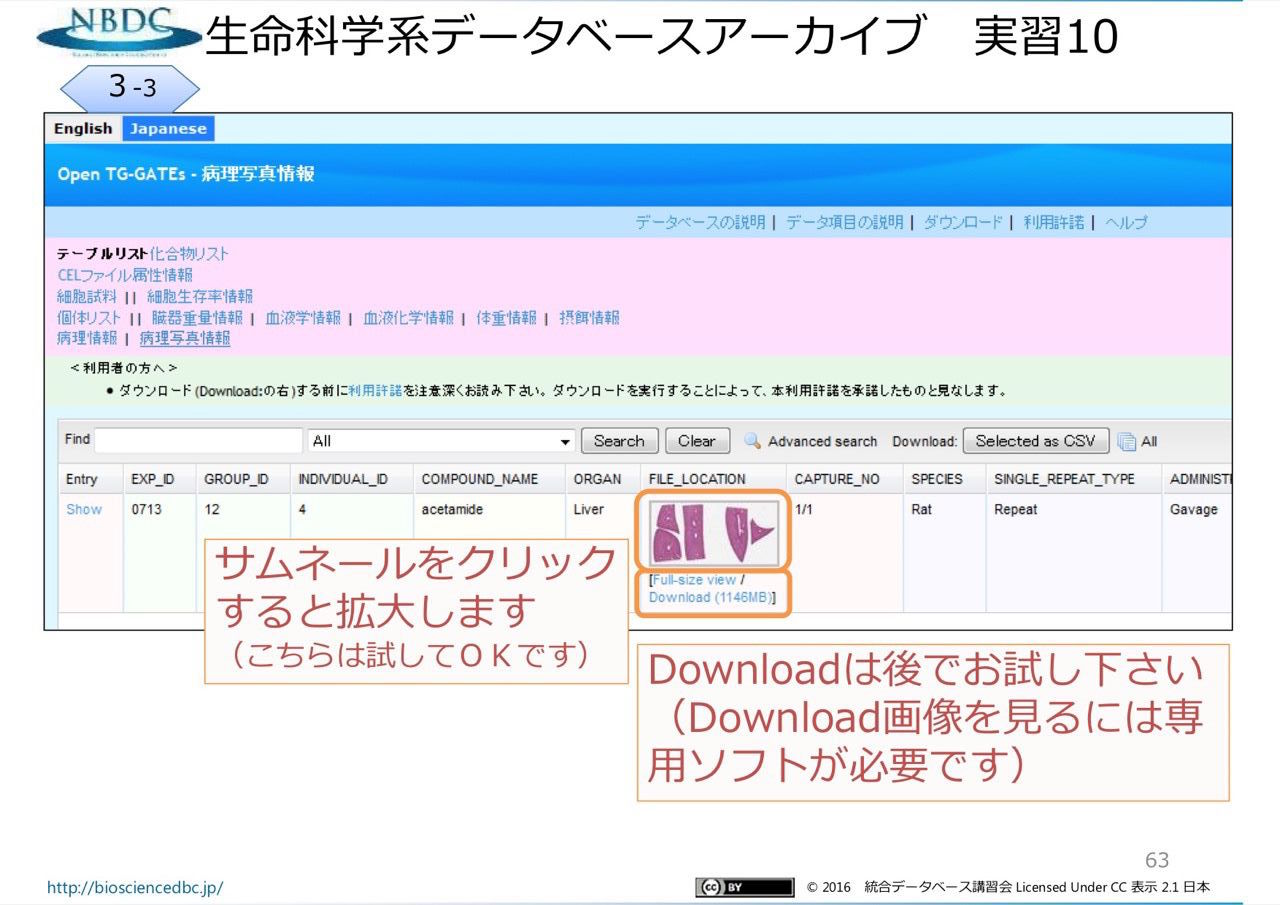 NBDC
生命科学系データベースアーカイブ　実習10
3-3
English Japanese
Open TG-GATEs - 病理写真情報
データベースの説明 | データ項目の説明 | ダウンロード | 利用許諾 | ヘルプ
テーブルリスト化合物リスト
CELファイル属性情報
細胞試料 || 細胞生存率情報
個体リスト || 臓器重量情報 | 血液学情報 | 血液化学情報 | 体重情報 | 摂餌情報
病理情報 | 病理写真情報
＜利用者の方へ＞
● ダウンロード(Download:の右)する前に利用許諾を注意深くお読み下さい。ダウンロードを実行することによって、本利用許諾を承諾したものと見なします。
Find All Search Clear Advanced search Download: Selected as CSV All
Entry EXP_ID GROUP_ID INDIVIDUAL_ID COMPOUND_NAME ORGAN FILE_LOCATION CAPTURE_NO SPECIES SINGLE_REPEAT_TYPE ADMINISTI
Show 0713 12 4 acetamide Liver 1/1 Rat Repeat Gavage
[Full-size view /
Download (1146MB)]
サムネールをクリック
すると拡大します
（こちらは試してＯＫです）
Downloadは後でお試し下さい
（Download画像を見るには専
用ソフトが必要です）
63
http://biosciencedbc.jp/
cc BY © 2016　統合データベース講習会 Licensed Under CC 表示 2.1 日本